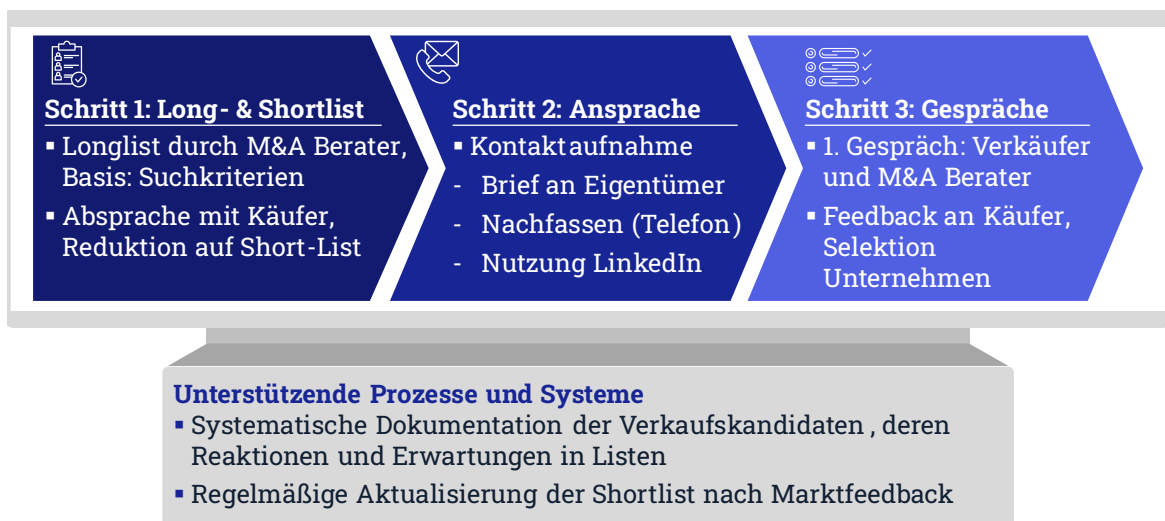 Schritt 1: Long- & Shortlist
▪ Longlist durch M&A Berater,
Basis: Suchkriterien
▪ Absprache mit Käufer,
Reduktion auf Short-List
Schritt 2: Ansprache
▪ Kontaktaufnahme
- Brief an Eigentümer
- Nachfassen (Telefon)
- Nutzung LinkedIn
Schritt 3: Gespräche
▪ 1. Gespräch: Verkäufer
und M&A Berater
▪ Feedback an Käufer,
Selektion
Unternehmen
Unterstützende Prozesse und Systeme
▪ Systematische Dokumentation der Verkaufskandidaten , deren
Reaktionen und Erwartungen in Listen
▪ Regelmäßige Aktualisierung der Shortlist nach Marktfeedback